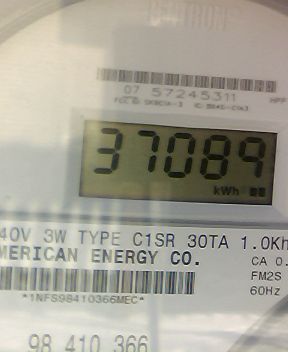 07 57245311 HPF
37089
kWh
40V 3W TYPE C1SR 30TA 1.0Kh
MERICAN ENERGY CO.
CA 0.
FM2S
60Hz
*1NFS98410366MEC*
98 410 366